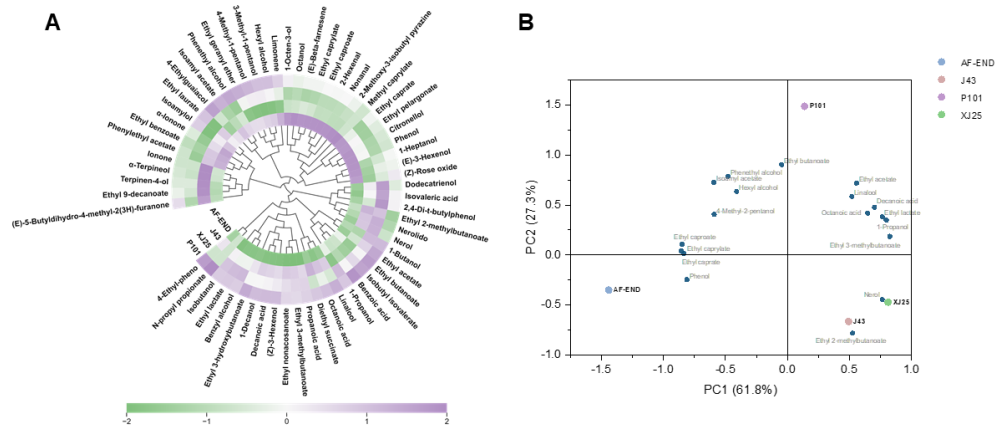 A
(E)-5-Butyldihydro-4-methyl-2(3H)-furanone
Ethyl 9-decanoate
Terpinen-4-ol
α-Terpineol
Ionone
Phenylethyl acetate
Ethyl benzoate
α-Ionone
Isoamylol
Ethyl laurate
4-Ethylguaiacol
Isoamyl acetate
Phenethyl alcohol
Ethyl geranyl ether
4-Methyl-1-pentanol
3-Methyl-1-pentanol
Hexyl alcohol
Limonene
1-Octen-3-ol
Octanol
(E)-Beta-farnesene
Ethyl caprylate
Ethyl caproate
2-Hexenal
Nonanal
2-Methoxy-3-isobutyl pyrazine
Methyl caprylate
Ethyl caprate
Ethyl pelargonate
Citronellol
Phenol
1-Heptanol
(E)-3-Hexenol
(Z)-Rose oxide
Dodecatrienol
Isovaleric acid
2,4-Di-t-butylphenol
Ethyl 2-methylbutanoate
Nerolido
Nerol
1-Butanol
Ethyl acetate
Ethyl butanoate
Isobutyl isovalerate
Benzoic acid
1-Propanol
Linalool
Octanoic acid
Diethyl succinate
Propanoic acid
Ethyl 3-methylbutanoate
Ethyl nonacosanoate
(Z)-3-Hexenol
Decanoic acid
1-Decanol
Ethyl 3-hydroxybutanoate
Benzyl alcohol
Ethyl lactate
Isobutanol
N-propyl propionate
4-Ethyl-pheno
AF-END
J43
XJ25
P101
−2
−1
0
1
2
B
AF-END
J43
P101
XJ25
1.5
1.0
0.5
0.0
-0.5
-1.0
PC2 (27.3%)
P101
Ethyl butanoate
Phenethyl alcohol
Isoamyl acetate
Hexyl alcohol
4-Methyl-2-pentanol
Ethyl acetate
Linalool
Decanoic acid
Octanoic acid
Ethyl lactate
1-Propanol
Ethyl 3-methylbutanoate
Ethyl caproate
Ethyl caprylate
Ethyl caprate
Phenol
AF-END
Nerol
XJ25
J43
Ethyl 2-methylbutanoate
-1.5
-1.0
-0.5
0.0
0.5
1.0
PC1 (61.8%)